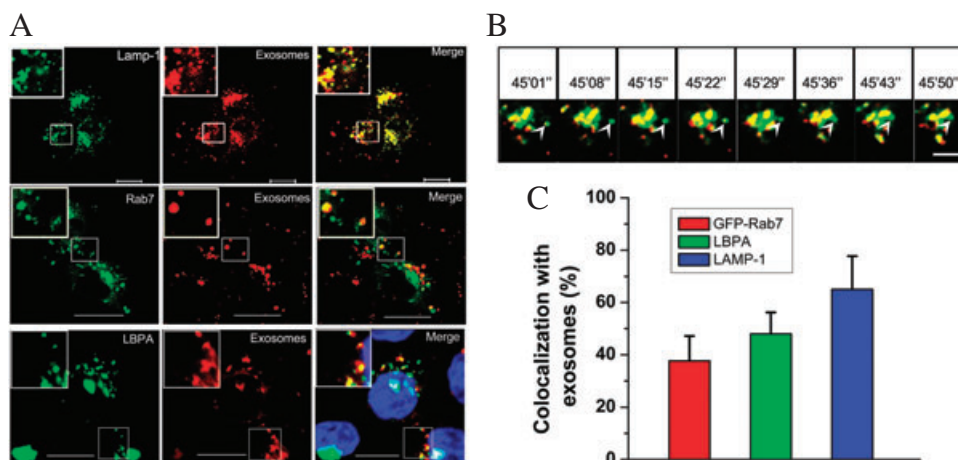 A
Lamp-1 Exosomes Merge
Rab7 Exosomes Merge
LBPA Exosomes Merge
B
45'01" 45'08" 45'15" 45'22" 45'29" 45'36" 45'43" 45'50"
C
Colocalization with
exosomes (%)
100
80
60
40
20
0
GFP-Rab7
LBPA
LAMP-1